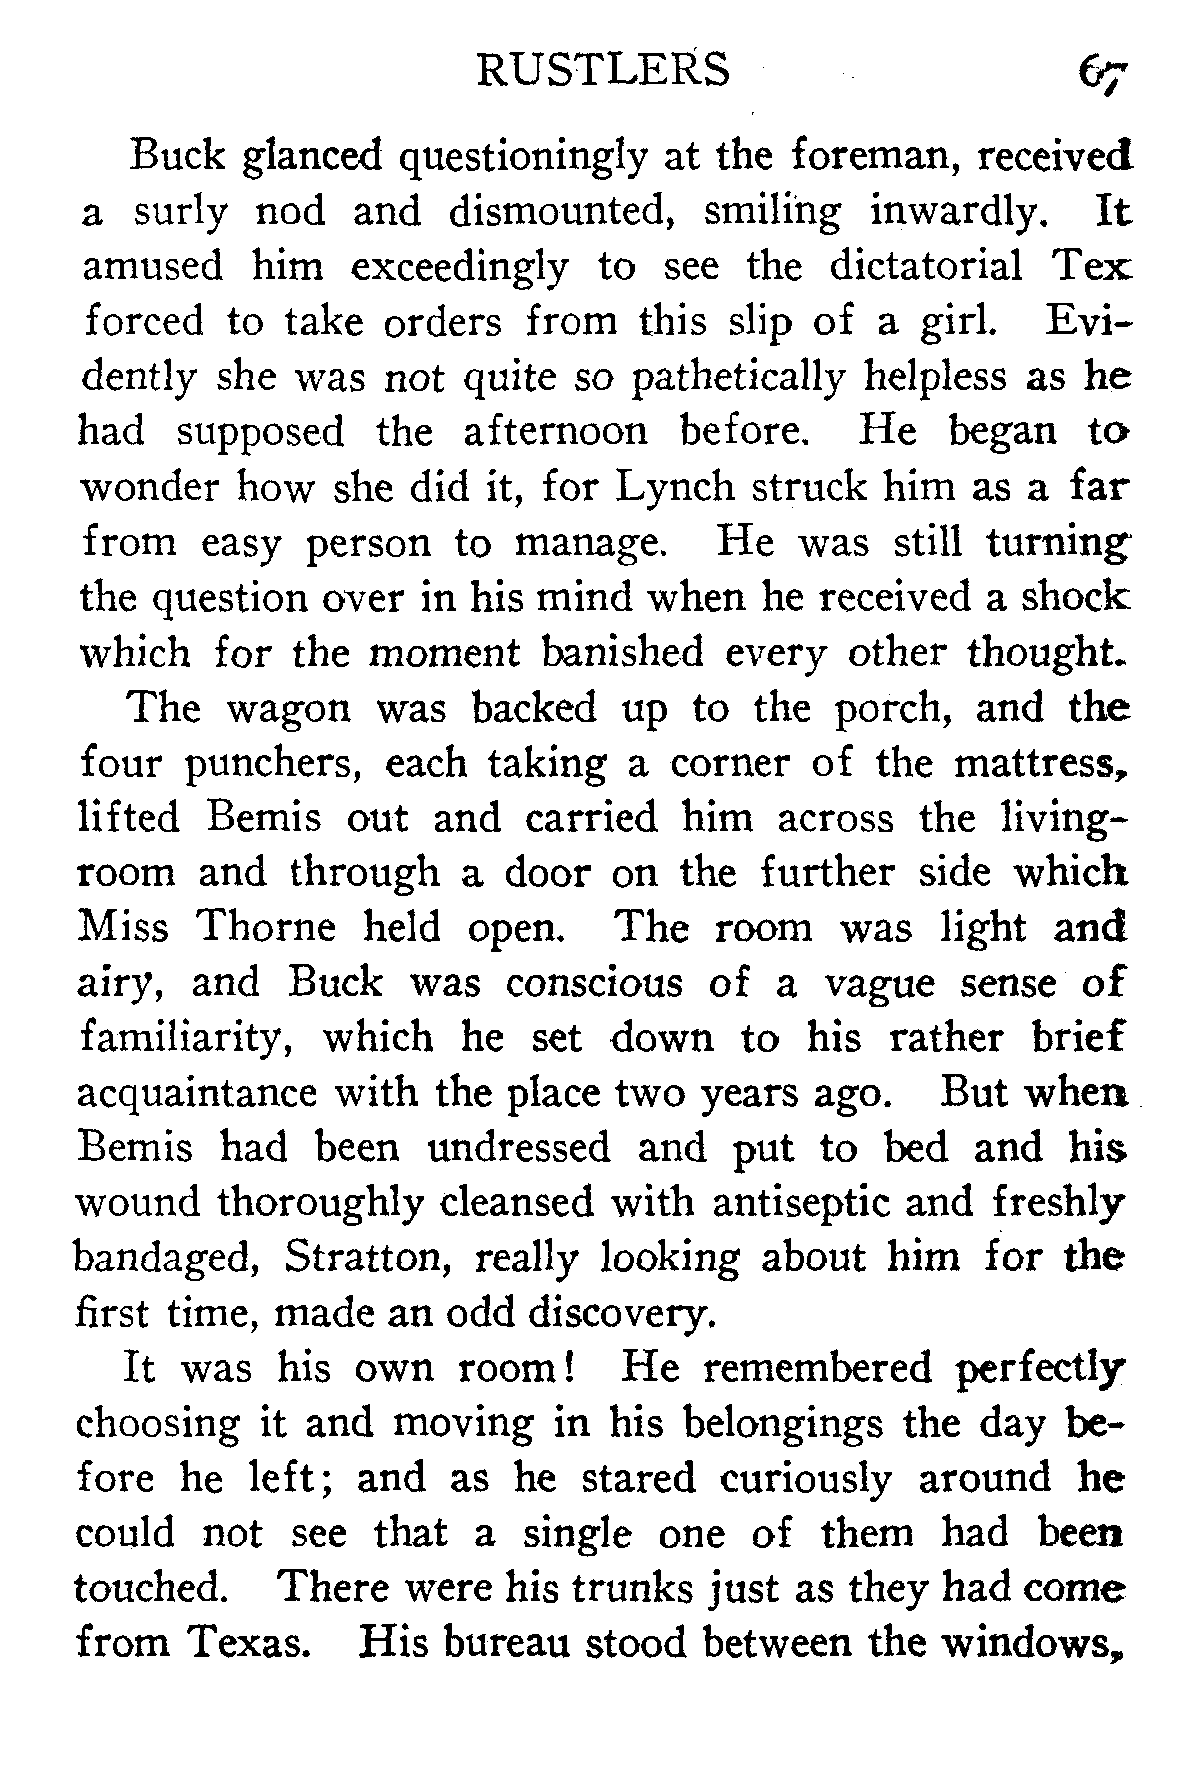 RUSTLERS 67
Buck glanced questioningly at the foreman, received
a surly nod and dismounted, smiling inwardly. It
amused him exceedingly to see the dictatorial Tex
forced to take orders from this slip of a girl. Evi-
dently she was not quite so pathetically helpless as he
had supposed the afternoon before. He began to
wonder how she did it, for Lynch struck him as a far
from easy person to manage. He was still turning
the question over in his mind when he received a shock
which for the moment banished every other thought.
The wagon was backed up to the porch, and the
four punchers, each taking a corner of the mattress,
lifted Bemis out and carried him across the living-
room and through a door on the further side which
Miss Thorne held open. The room was light and
airy, and Buck was conscious of a vague sense of
familiarity, which he set down to his rather brief
acquaintance with the place two years ago. But when
Bemis had been undressed and put to bed and his
wound thoroughly cleansed with antiseptic and freshly
bandaged, Stratton, really looking about him for the
first time, made an odd discovery.
It was his own room! He remembered perfectly
choosing it and moving in his belongings the day be-
fore he left; and as he stared curiously around he
could not see that a single one of them had been
touched. There were his trunks just as they had come
from Texas. His bureau stood between the windows,